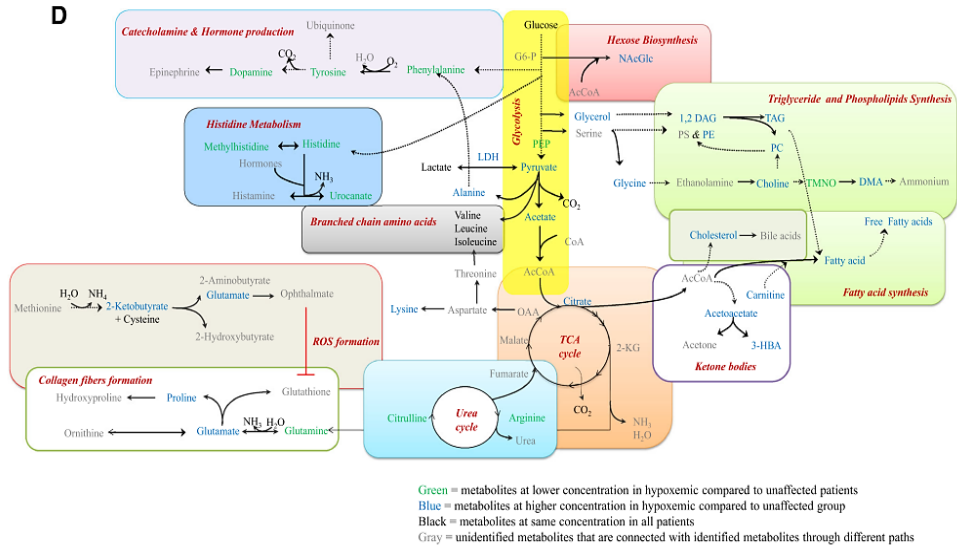 D
Glucose
Catecholamine & Hormone production
Ubiquinone
CO2
H2O
O2
Epinephrine
Dopamine
Tyrosine
Phenylalanine
G6-P
Hexose Biosynthesis
NAcGlc
AcCoA
Glycolysis
Triglyceride and Phospholipids Synthesis
Glycerol
1,2 DAG
TAG
Serine
PS & PE
PC
PEP
Glycine
Ethanolamine
Choline
TMNO
DMA
Ammonium
Histidine Metabolism
Methylhistidine
Histidine
Hormones
NH3
Histamine
Urocanate
Lactate
LDH
Pyruvate
Alanine
CO2
Branched chain amino acids
Valine
Leucine
Isoleucine
Acetate
CoA
AcCoA
Threonine
Lysine
Aspartate
OAA
Citrate
Cholesterol
Bile acids
Free Fatty acids
Fatty acid
Fatty acid synthesis
AcCoA
Carnitine
Acetoacetate
Acetone
3-HBA
Ketone bodies
H2O
NH4
Methionine
2-Ketobutyrate
+ Cysteine
2-Aminobutyrate
Glutamate
Ophthalmate
2-Hydroxybutyrate
ROS formation
Malate
TCA
cycle
2-KG
Fumarate
CO2
NH3
H2O
Collagen fibers formation
Hydroxyproline
Proline
Glutathione
Ornithine
Glutamate
NH3
H2O
Glutamine
Citrulline
Urea
cycle
Arginine
Urea
Green = metabolites at lower concentration in hypoxemic compared to unaffected patients
Blue = metabolites at higher concentration in hypoxemic compared to unaffected group
Black = metabolites at same concentration in all patients
Gray = unidentified metabolites that are connected with identified metabolites through different paths